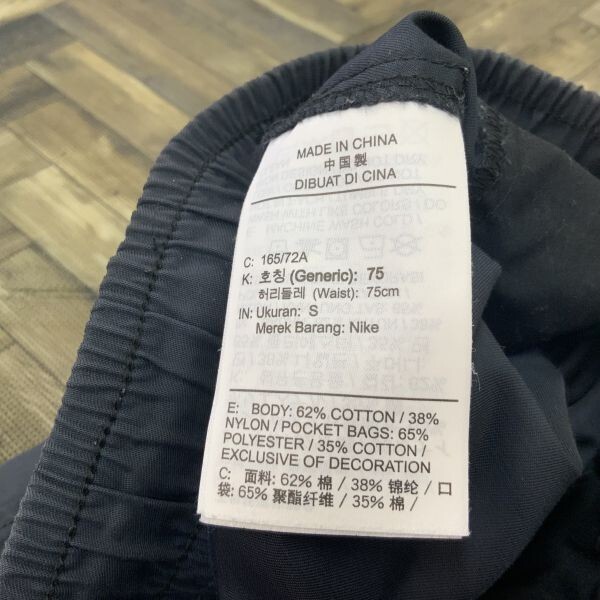 MADE IN CHINA
中国製
DIBUAT DI CINA
C: 165/72A
K: 호칭 (Generic): 75
허리둘레 (Waist): 75cm
IN: Ukuran: S
Merek Barang: Nike
E: BODY: 62% COTTON / 38%
NYLON / POCKET BAGS: 65%
POLYESTER / 35% COTTON /
EXCLUSIVE OF DECORATION
C: 面料: 62% 棉 / 38% 锦纶 / 口
袋: 65% 聚酯纤维 / 35% 棉 /